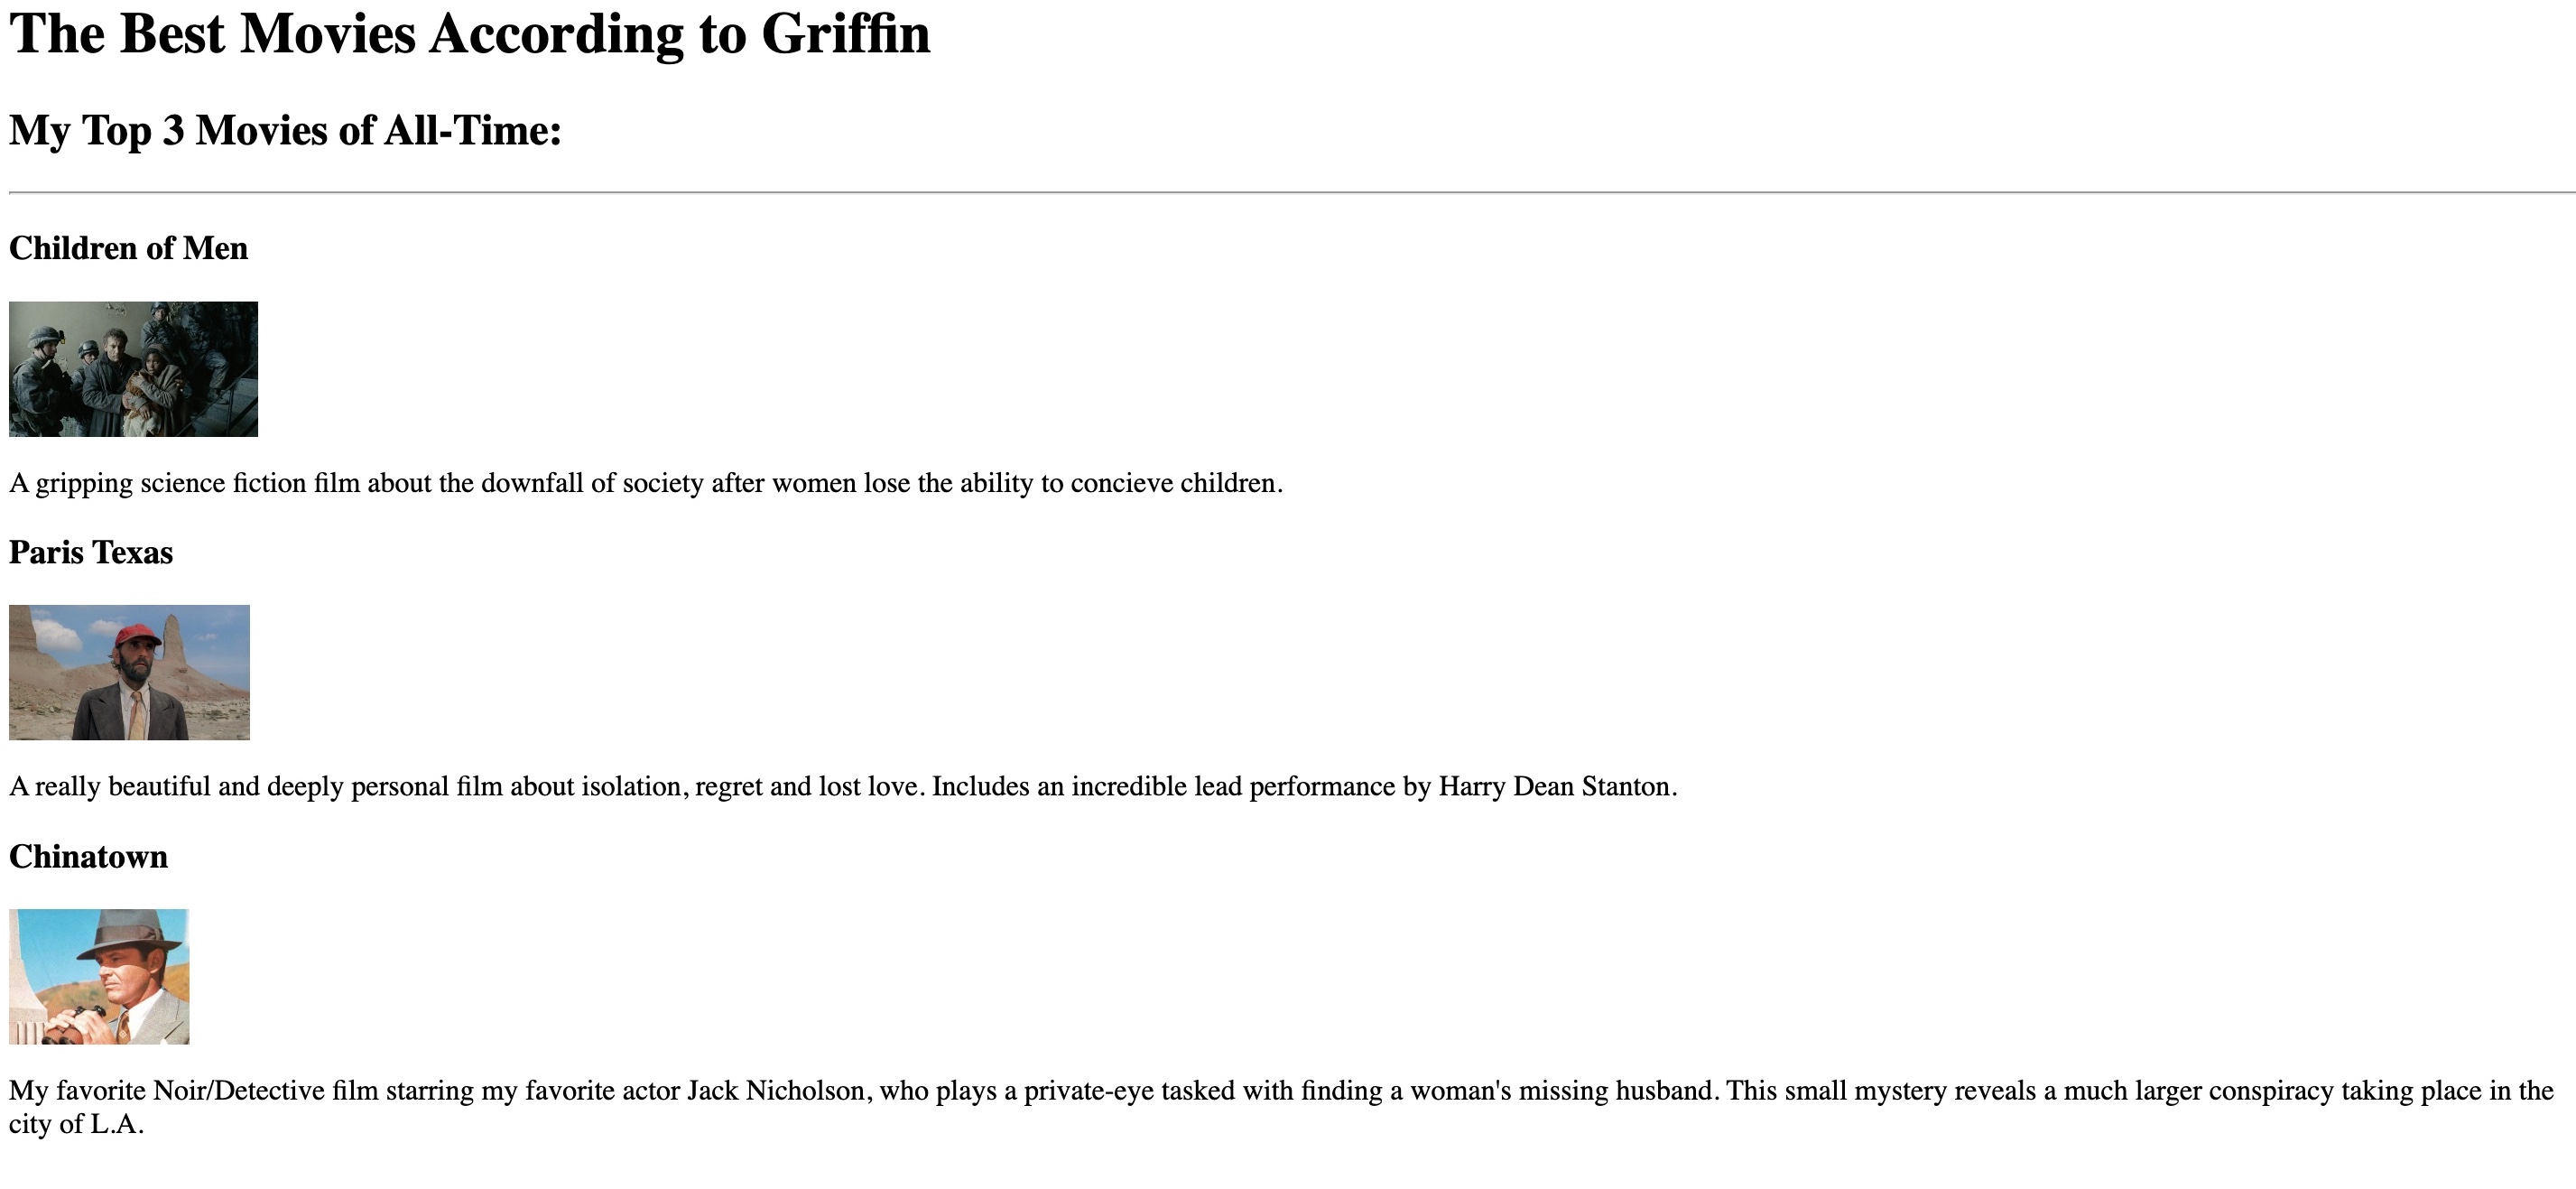 The Best Movies According to Griffin
My Top 3 Movies of All-Time:
Children of Men
A gripping science fiction film about the downfall of society after women lose the ability to concieve children.
Paris Texas
A really beautiful and deeply personal film about isolation, regret and lost love. Includes an incredible lead performance by Harry Dean Stanton.
Chinatown
My favorite Noir/Detective film starring my favorite actor Jack Nicholson, who plays a private-eye tasked with finding a woman's missing husband. This small mystery reveals a much larger conspiracy taking place in the
city of L.A.